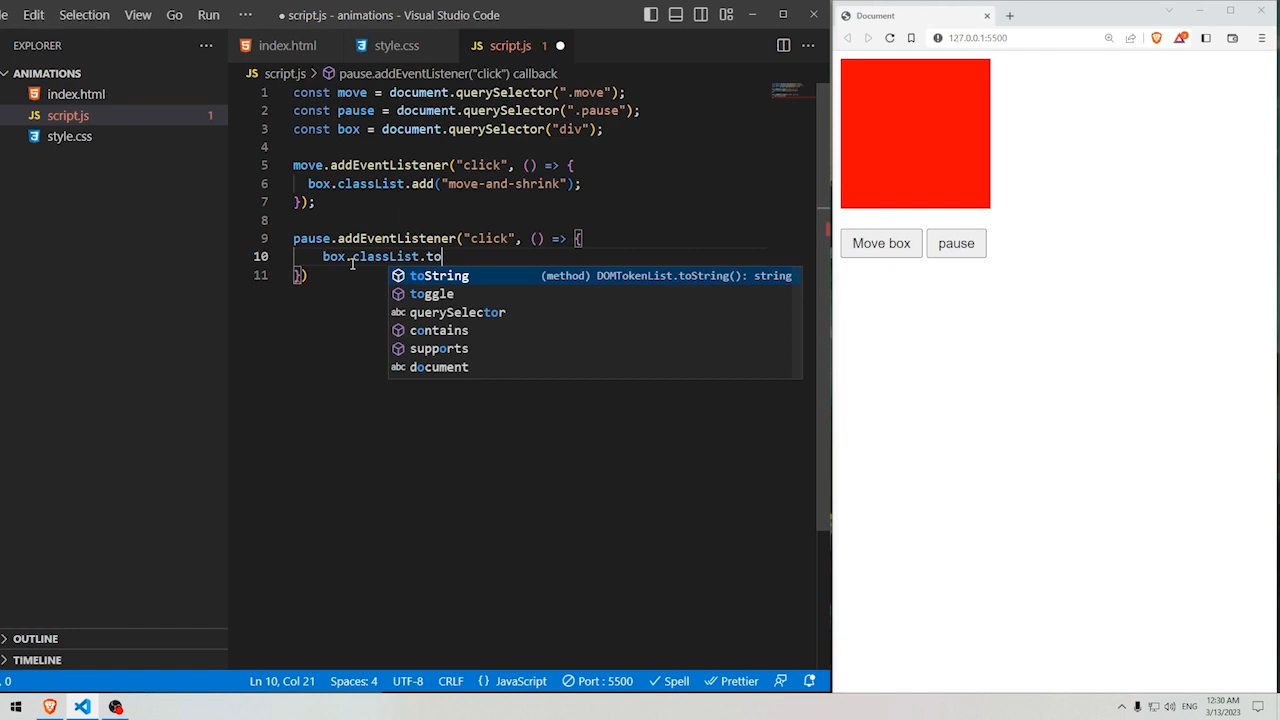 Edit Selection View Go Run ··· ● script.js - animations - Visual Studio Code
EXPLORER ···
ANIMATIONS
index.html
script.js 1
style.css
index.html style.css script.js 1 ●
script.js > pause.addEventListener("click") callback
1 const move = document.querySelector(".move");
2 const pause = document.querySelector(".pause");
3 const box = document.querySelector("div");
4
5 move.addEventListener("click", () => {
6 box.classList.add("move-and-shrink");
7 });
8
9 pause.addEventListener("click", () => {
10 box.classList.to
11 })
toString (method) DOMTokenList.toString(): string
toggle
abc querySelector
contains
supports
abc document
OUTLINE
TIMELINE
0 Ln 10, Col 21 Spaces: 4 UTF-8 CRLF {} JavaScript Port : 5500 Spell Prettier
Document
127.0.0.1:5500
Move box pause
ENG 12:30 AM
3/13/2023